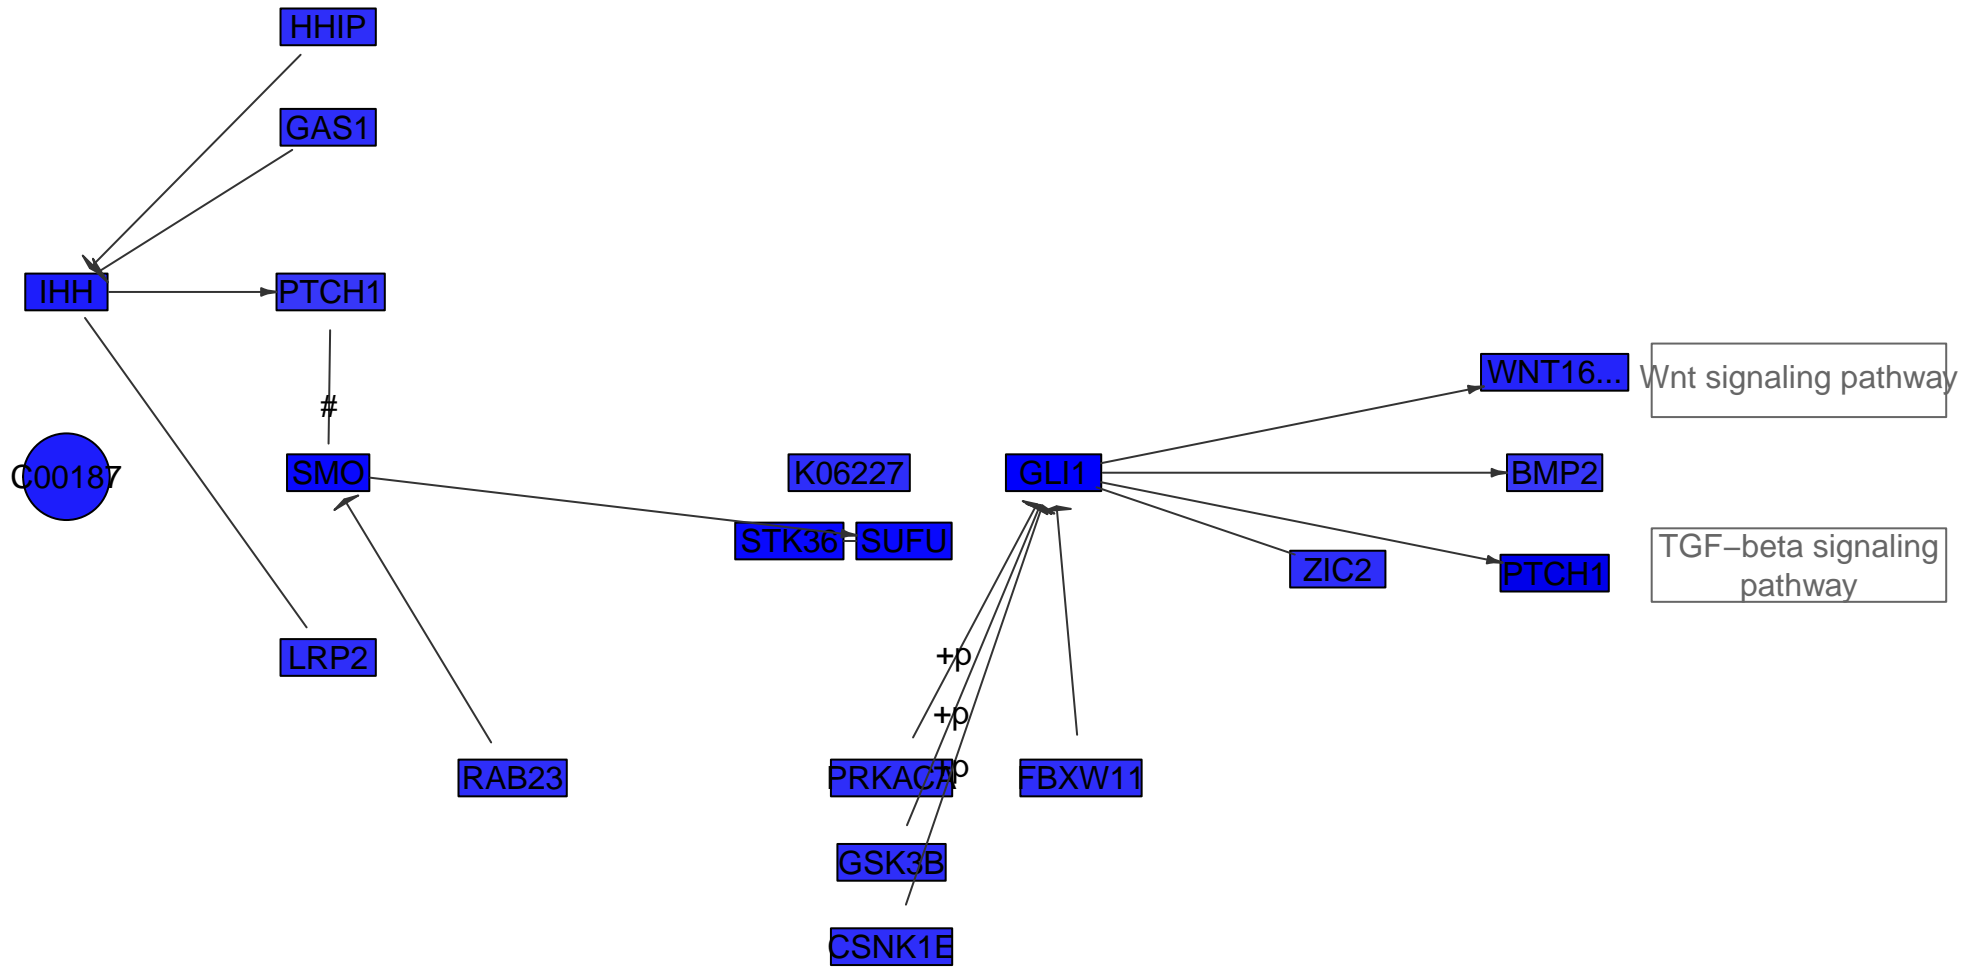 HHIP
GAS1
IHH
PTCH1
WNT16...
Wnt signaling pathway
#
C00187
SMO
K06227
GLI1
BMP2
STK36
SUFU
ZIC2
PTCH1
TGF−beta signaling
pathway
LRP2
+p
+p
+p
RAB23
PRKACA
FBXW11
GSK3B
CSNK1E